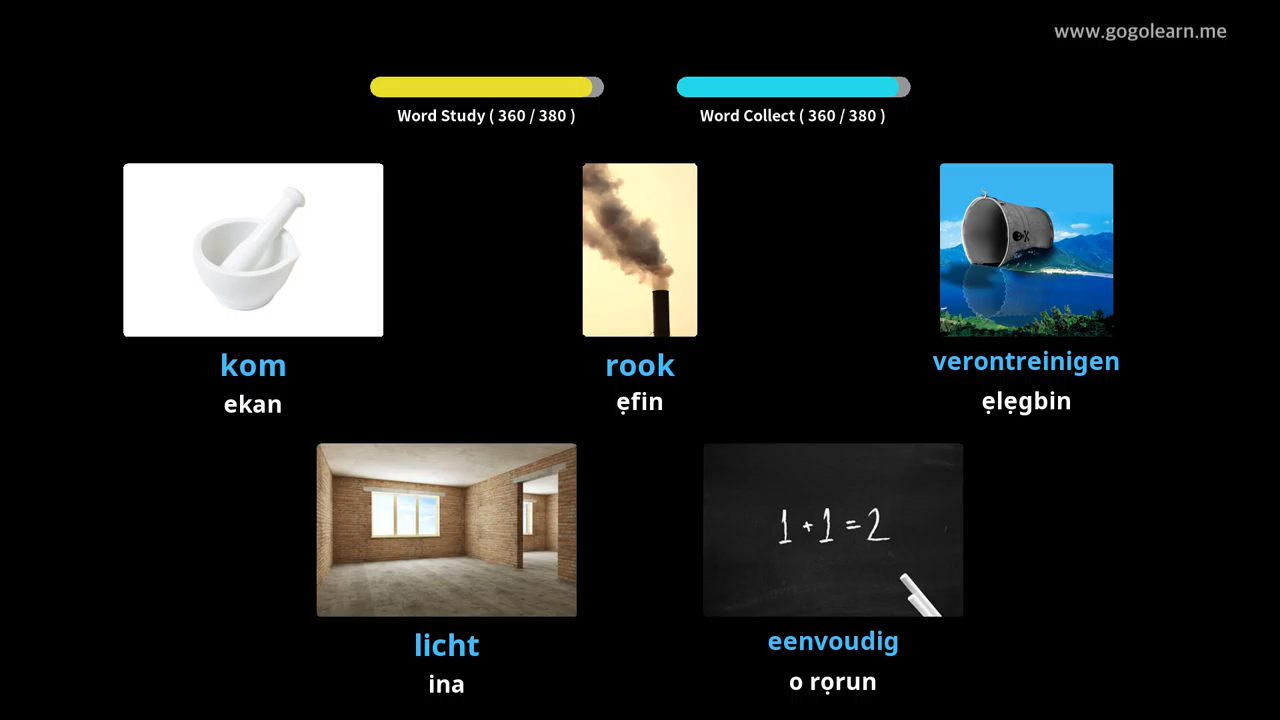 www.gogolearn.me
Word Study ( 360 / 380 )
Word Collect ( 360 / 380 )
kom
ekan
rook
ẹfin
verontreinigen
ẹlẹgbin
licht
ina
1 + 1 = 2
eenvoudig
o rọrun